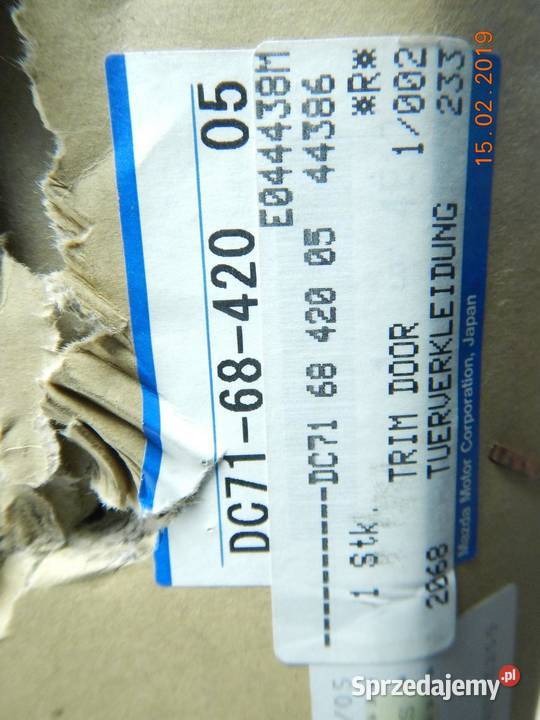 DC71-68-420 05
E044438M
---------DC71 68 420 05 44386
1 Stk. *R*
TRIM DOOR 1/002
2068 TUERVERKLEIDUNG 233
Mazda Motor Corporation, Japan
15.02.2019
Sprzedajemy.pl